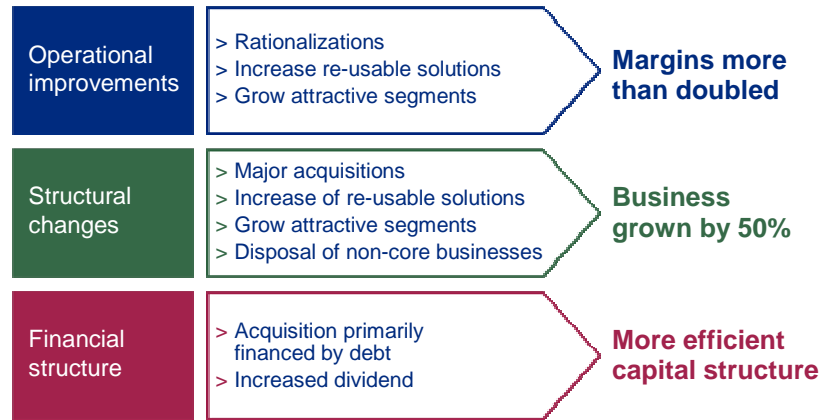 Operational
improvements
> Rationalizations
> Increase re-usable solutions
> Grow attractive segments
Margins more
than doubled
Structural
changes
> Major acquisitions
> Increase of re-usable solutions
> Grow attractive segments
> Disposal of non-core businesses
Business
grown by 50%
Financial
structure
> Acquisition primarily
financed by debt
> Increased dividend
More efficient
capital structure